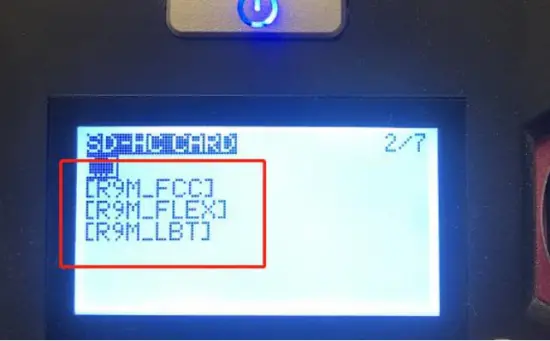 SD-HC CARD 2/7
[R9M_FCC]
[R9M_FLEX]
[R9M_LBT]